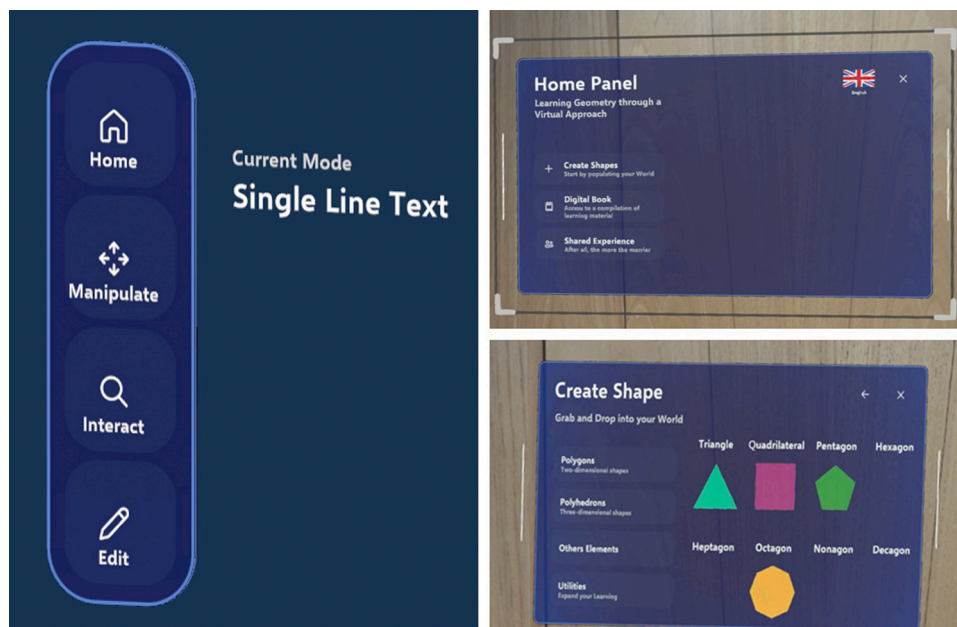 Home
Manipulate
Interact
Edit
Current Mode
Single Line Text
Home Panel
Learning Geometry through a
Virtual Approach
English
Create Shapes
Start by populating your World
Digital Book
Access to a compilation of
learning material
Shared Experience
After all, the more the merrier
Create Shape
Grab and Drop into your World
Polygons
Two-dimensional shapes
Polyhedrons
Three-dimensional shapes
Others Elements
Utilities
Expand your Learning
Triangle Quadrilateral Pentagon Hexagon
Heptagon Octagon Nonagon Decagon